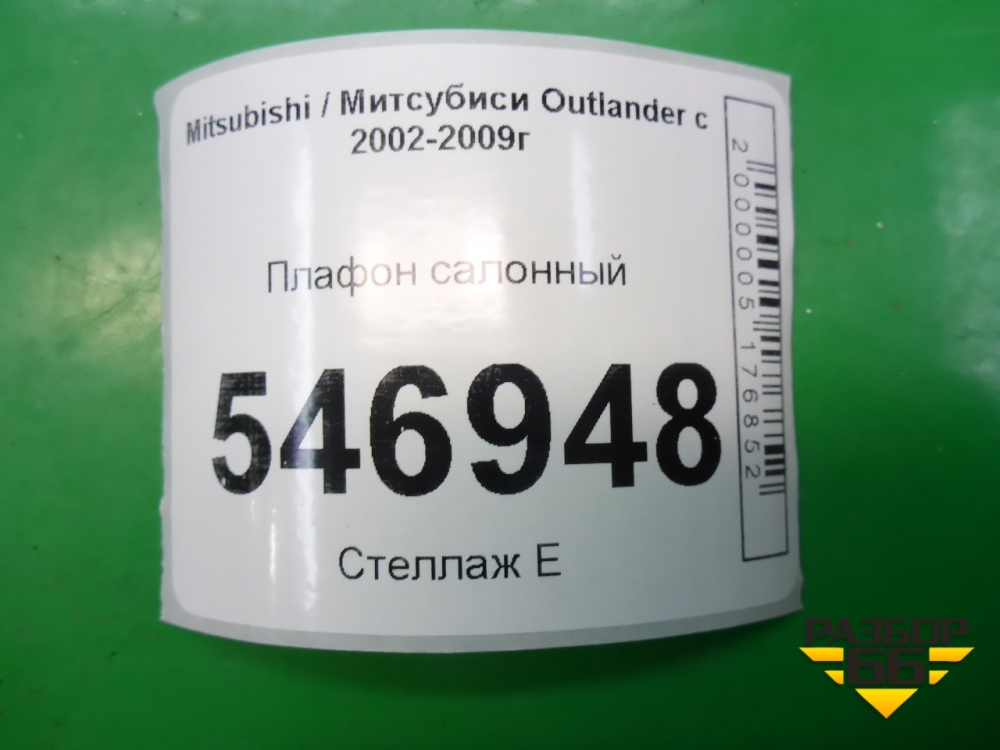 Mitsubishi / Митсубиси Outlander с
2002-2009г
Плафон салонный
546948
Стеллаж Е
2000005176852
РАЗБОР
66